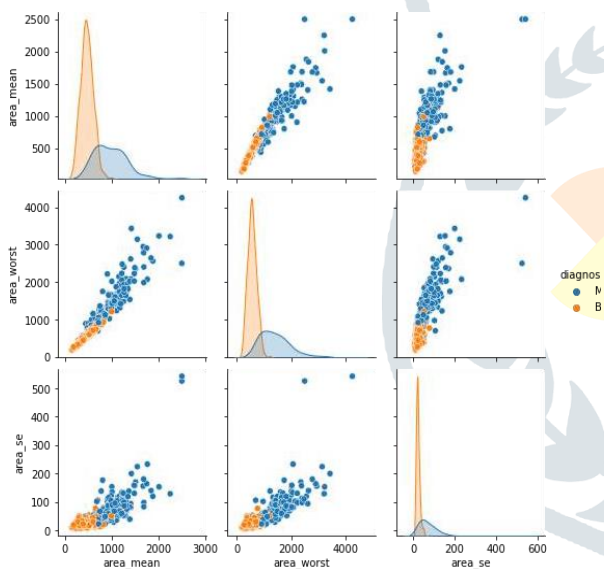 2500
2000
1500
1000
500
area_mean
4000
3000
2000
1000
0
area_worst
diagnos
M
B
500
400
300
200
100
0
area_se
0 1000 2000 3000
area_mean
0 2000 4000
area_worst
0 200 400 600
area_se